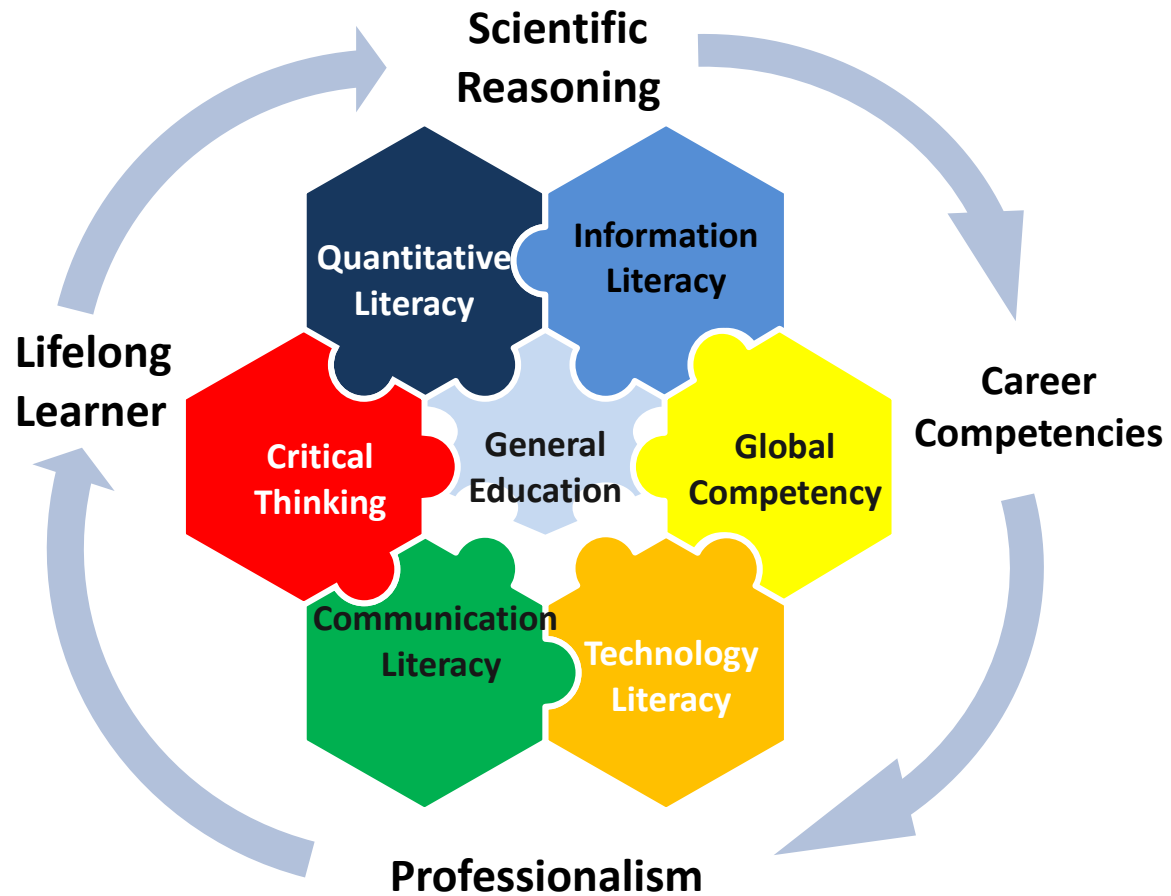 Scientific
Reasoning
Quantitative
Literacy
Information
Literacy
Lifelong
Learner
Career
Competencies
Critical
Thinking
General
Education
Global
Competency
Communication
Literacy
Technology
Literacy
Professionalism